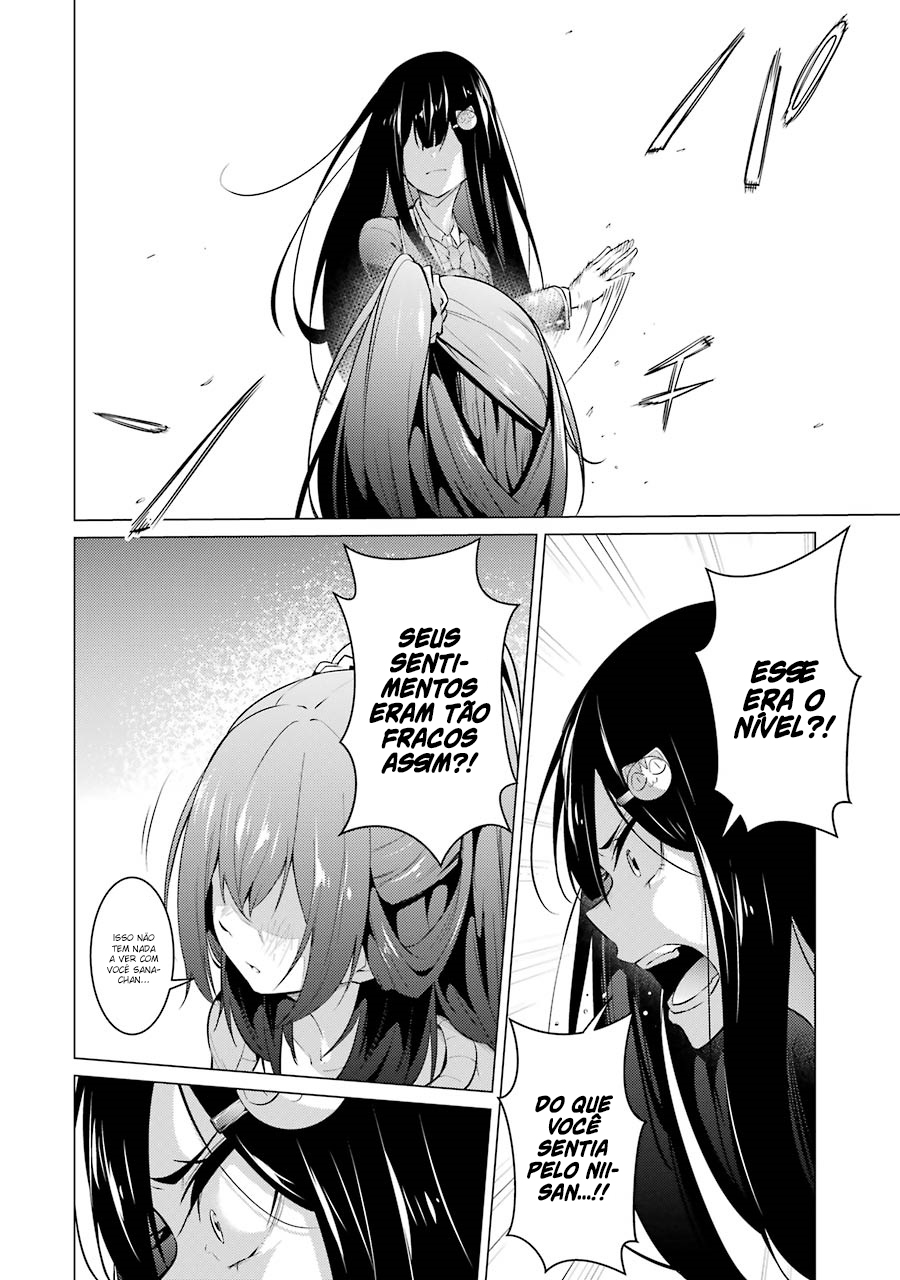 ESSE
ERA O
NÍVEL?!
DO QUE
VOCÊ
SENTIA
PELO NII-
SAN...!!
SEUS
SENTI-
MENTOS
ERAM TÃO
FRACOS
ASSIM?!
ISSO NÃO
TEM NADA
A VER COM
VOCÊ SANA-
CHAN...